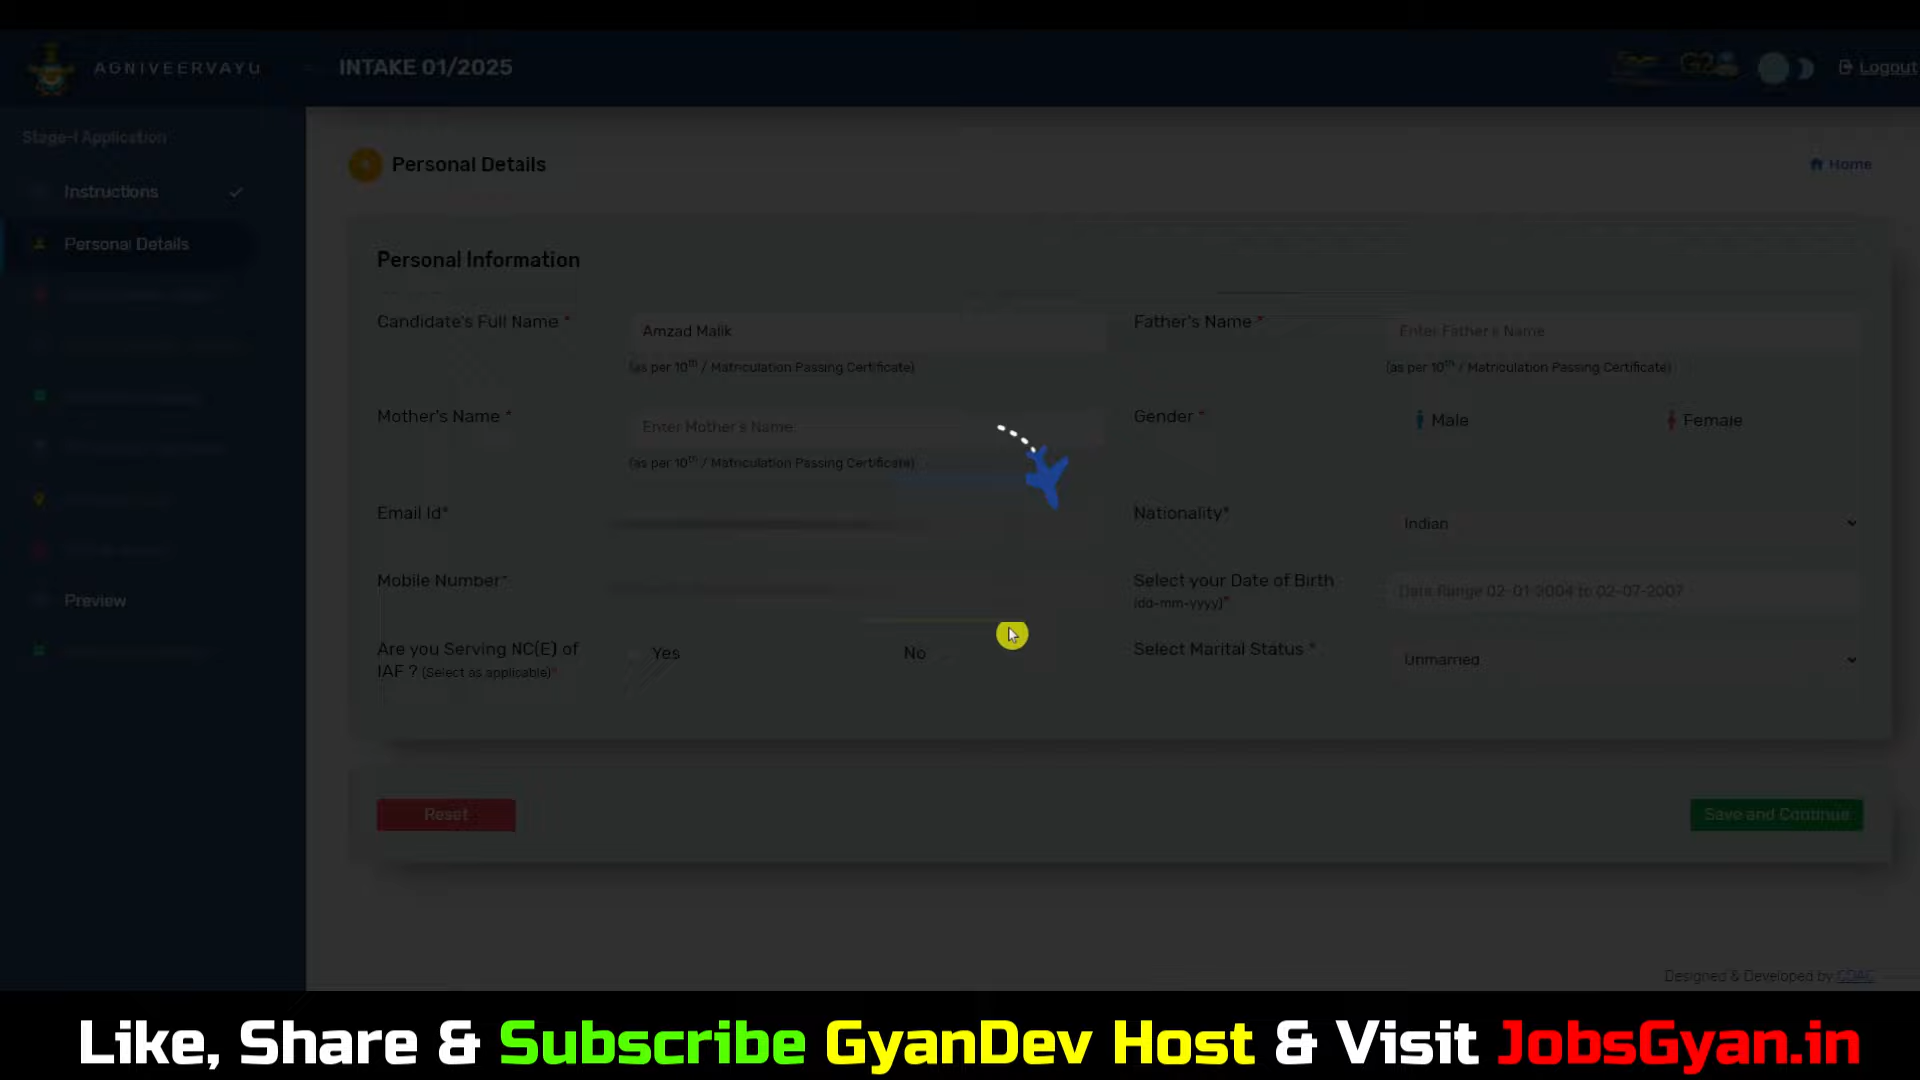 AGNIVEERVAYU
INTAKE 01/2025
Logout
Stage-I Application
Instructions
Personal Details
Preview
Personal Details
Home
Personal Information
Candidate's Full Name *
Amzad Malik
(as per 10th / Matriculation Passing Certificate)
Father's Name *
Enter Father's Name
(as per 10th / Matriculation Passing Certificate)
Mother's Name *
Enter Mother's Name
(as per 10th / Matriculation Passing Certificate)
Gender *
Male
Female
Email Id*
Nationality*
Indian
Mobile Number*
Select your Date of Birth
(dd-mm-yyyy)*
Date Range 02-01-2004 to 02-07-2007
Are you Serving NC(E) of
IAF ? (Select as applicable)*
Yes
No
Select Marital Status *
Unmarried
Reset
Save and Continue
Designed & Developed by CDAC
Like, Share & Subscribe GyanDev Host & Visit JobsGyan.in